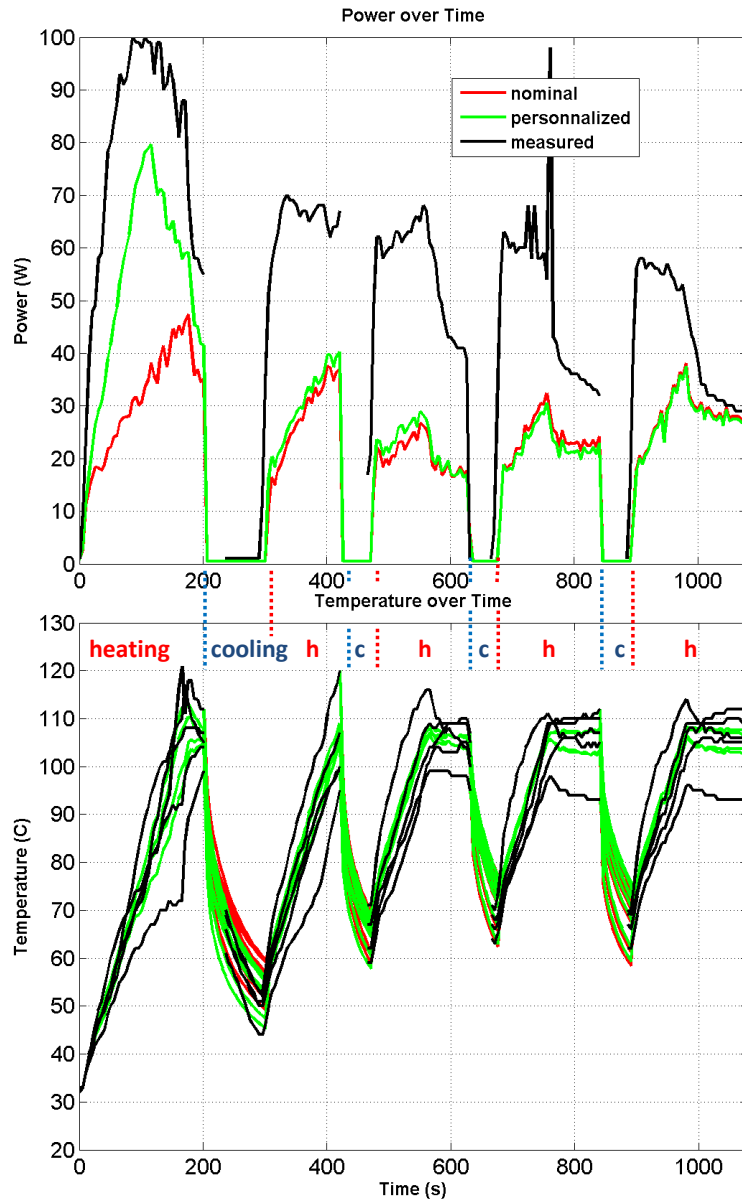 Power over Time
Power (W)
100
90
80
70
60
50
40
30
20
10
0
nominal
personnalized
measured
0 200 400 600 800 1000
Temperature over Time
Temperature (C)
130
120
110
100
90
80
70
60
50
40
30
20
heating cooling h c h c h c h
0 200 400 600 800 1000
Time (s)